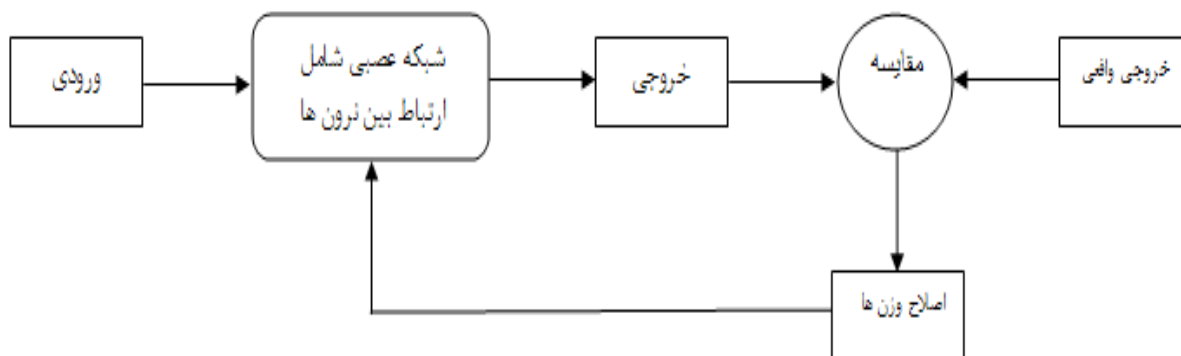 ورودی
شبکه عصبی شامل
ارتباط بین نرون ها
خروجی
مقایسه
خروجی واقعی
اصلاح وزن ها